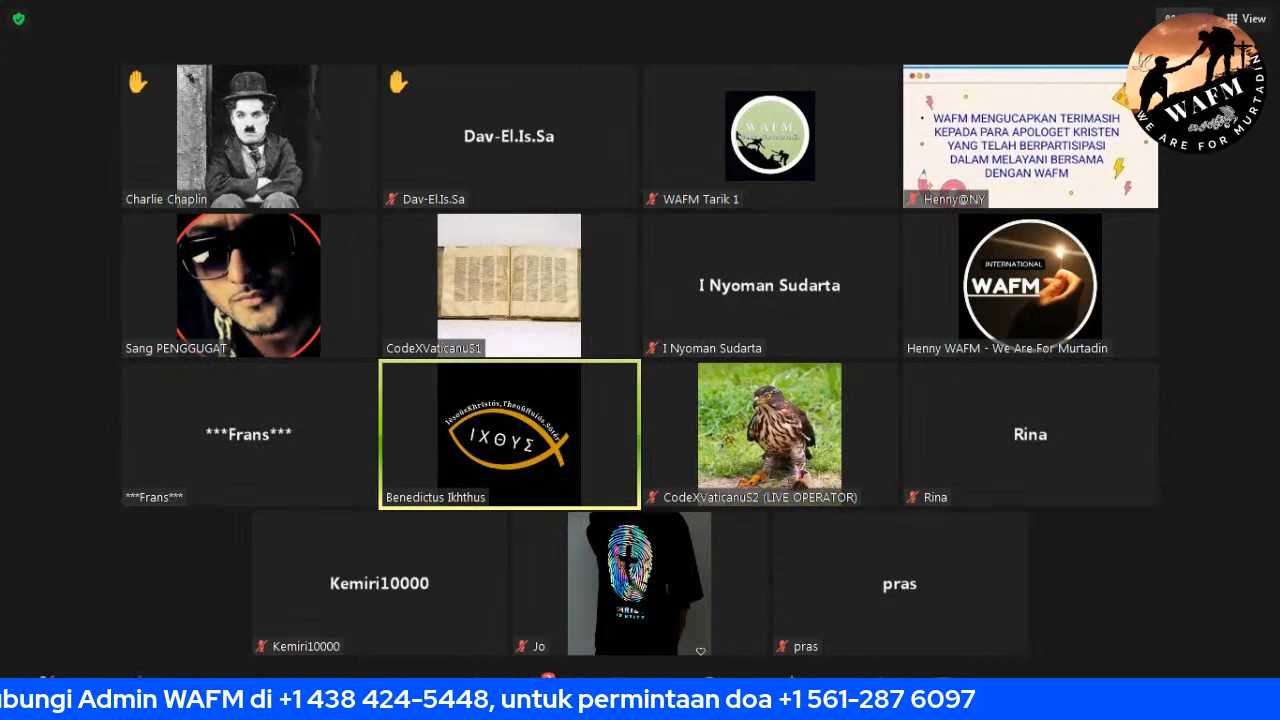 View
WAFM
WE ARE FOR MURTADIN
Charlie Chaplin
Dav-El.Is.Sa
Dav-El.Is.Sa
WAFM
WAFM Tarik 1
• WAFM MENGUCAPKAN TERIMASIH
KEPADA PARA APOLOGET KRISTEN
YANG TELAH BERPARTISIPASI
DALAM MELAYANI BERSAMA
DENGAN WAFM
Henny@NY
Sang PENGGUGAT
CodeXVaticanuS1
I Nyoman Sudarta
I Nyoman Sudarta
INTERNATIONAL
WAFM
Henny WAFM - We Are For Murtadin
***Frans***
***Frans***
IésoûsKhristós,TheoûHuiós,Sōtḗr
ΙΧΘΥΣ
Benedictus Ikhthus
CodeXVaticanuS2 (LIVE OPERATOR)
Rina
Rina
Kemiri10000
Kemiri10000
Jo
pras
pras
ubungi Admin WAFM di +1 438 424-5448, untuk permintaan doa +1 561-287 6097